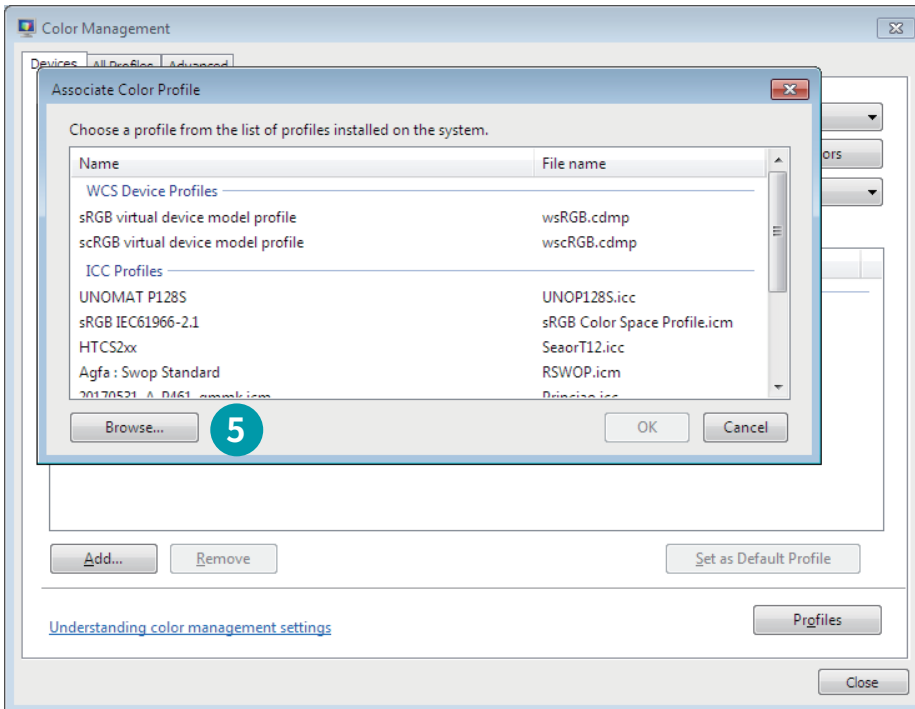 Color Management
Devices All Profiles Advanced
Associate Color Profile
Choose a profile from the list of profiles installed on the system.
ors
Name File name
WCS Device Profiles
sRGB virtual device model profile wsRGB.cdmp
scRGB virtual device model profile wscRGB.cdmp
ICC Profiles
UNOMAT P128S UNOP128S.icc
sRGB IEC61966-2.1 sRGB Color Space Profile.icm
HTCS2xx SeaorT12.icc
Agfa : Swop Standard RSWOP.icm
20170531_A_P461_gmmk.icm
Browse... 5 OK Cancel
Add... Remove Set as Default Profile
Understanding color management settings Profiles
Close